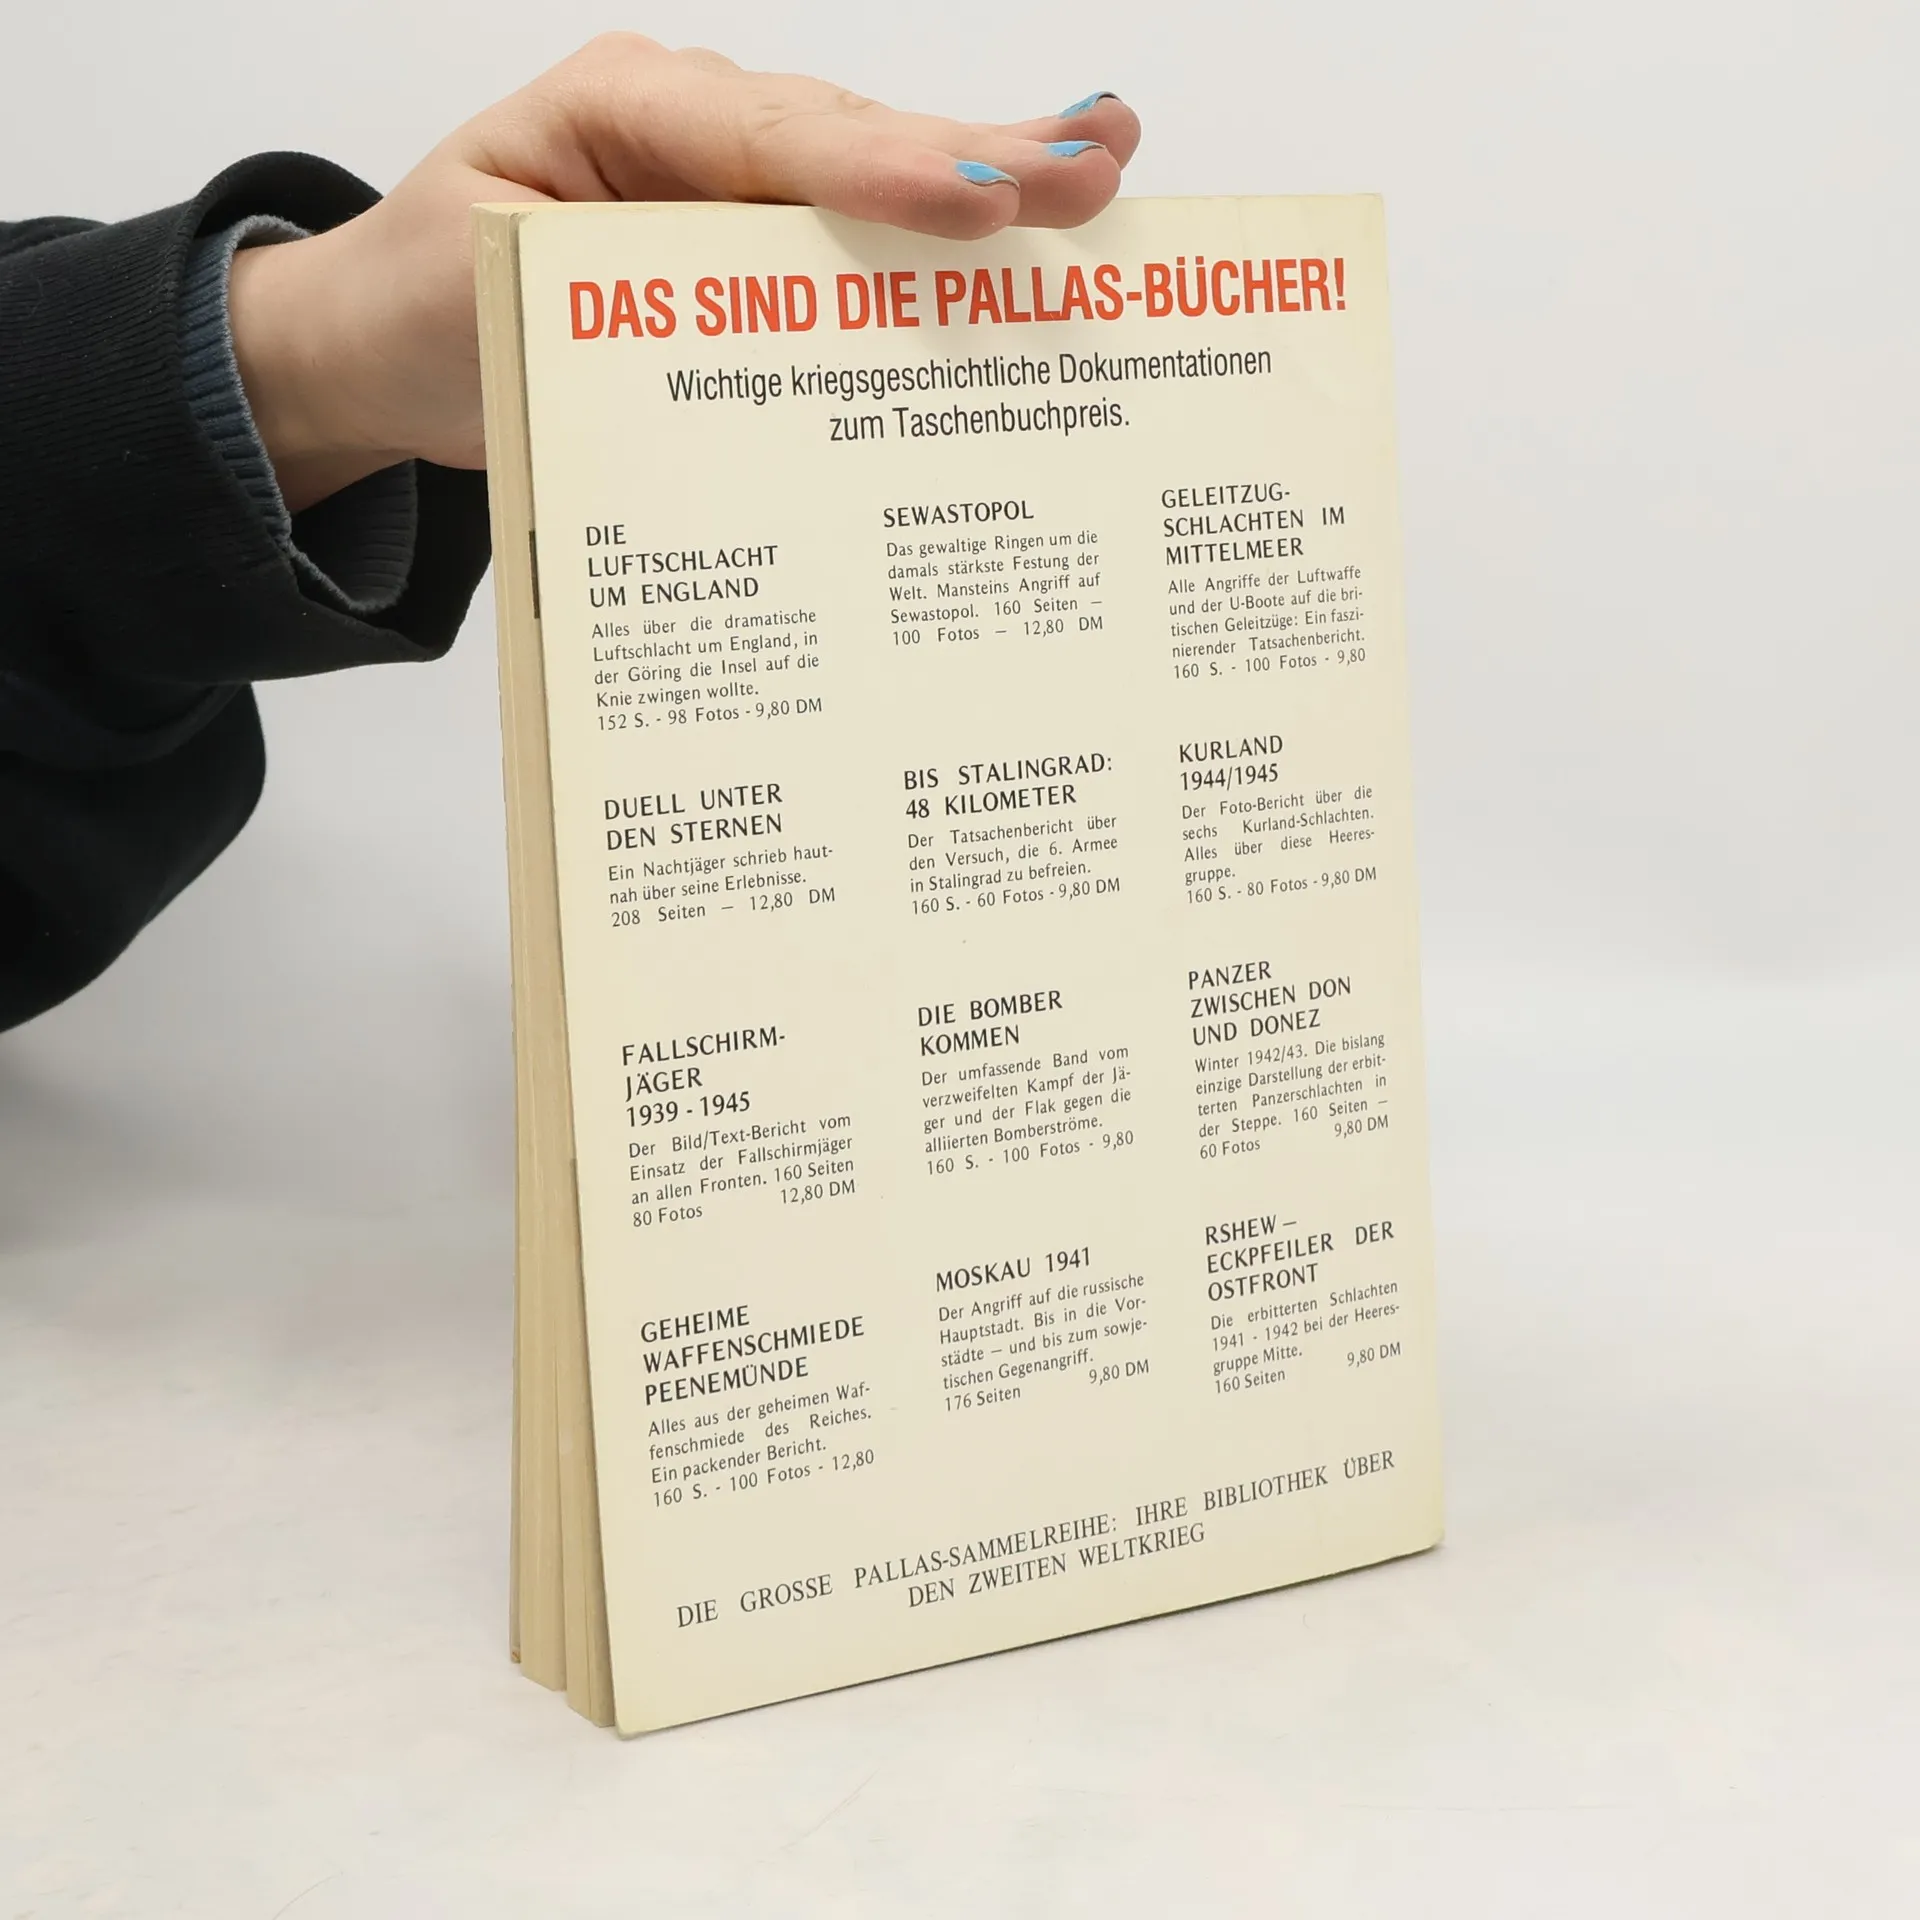 DAS SIND DIE PALLAS-BÜCHER!
Wichtige kriegsgeschichtliche Dokumentationen
zum Taschenbuchpreis.
DIE
LUFTSCHLACHT
UM ENGLAND
Alles über die dramatische
Luftschlacht um England, in
der Göring die Insel auf die
Knie zwingen wollte.
152 S. - 98 Fotos - 9,80 DM
DUELL UNTER
DEN STERNEN
Ein Nachtjäger schrieb haut-
nah über seine Erlebnisse.
208 Seiten — 12,80 DM
FALLSCHIRM-
JÄGER
1939 - 1945
Der Bild/Text-Bericht vom
Einsatz der Fallschirmjäger
an allen Fronten. 160 Seiten
80 Fotos 12,80 DM
GEHEIME
WAFFENSCHMIEDE
PEENEMÜNDE
Alles aus der geheimen Waf-
fenschmiede des Reiches.
Ein packender Bericht.
160 S. - 100 Fotos - 12,80
SEWASTOPOL
Das gewaltige Ringen um die
damals stärkste Festung der
Welt. Mansteins Angriff auf
Sewastopol. 160 Seiten —
100 Fotos — 12,80 DM
BIS STALINGRAD:
48 KILOMETER
Der Tatsachenbericht über
den Versuch, die 6. Armee
in Stalingrad zu befreien.
160 S. - 60 Fotos - 9,80 DM
DIE BOMBER
KOMMEN
Der umfassende Band vom
verzweifelten Kampf der Jä-
ger und der Flak gegen die
alliierten Bomberströme.
160 S. - 100 Fotos - 9,80
MOSKAU 1941
Der Angriff auf die russische
Hauptstadt. Bis in die Vor-
städte — und bis zum sowje-
tischen Gegenangriff.
176 Seiten 9,80 DM
GELEITZUG-
SCHLACHTEN IM
MITTELMEER
Alle Angriffe der Luftwaffe
und der U-Boote auf die bri-
tischen Geleitzüge: Ein faszi-
nierender Tatsachenbericht.
160 S. - 100 Fotos - 9,80
KURLAND
1944/1945
Der Foto-Bericht über die
sechs Kurland-Schlachten.
Alles über diese Heeres-
gruppe.
160 S. - 80 Fotos - 9,80 DM
PANZER
ZWISCHEN DON
UND DONEZ
Winter 1942/43. Die bislang
einzige Darstellung der erbit-
terten Panzerschlachten in
der Steppe. 160 Seiten —
60 Fotos 9,80 DM
RSHEW —
ECKPFEILER DER
OSTFRONT
Die erbitterten Schlachten
1941 - 1942 bei der Heeres-
gruppe Mitte.
160 Seiten 9,80 DM
DIE GROSSE PALLAS-SAMMELREIHE: IHRE BIBLIOTHEK ÜBER
DEN ZWEITEN WELTKRIEG